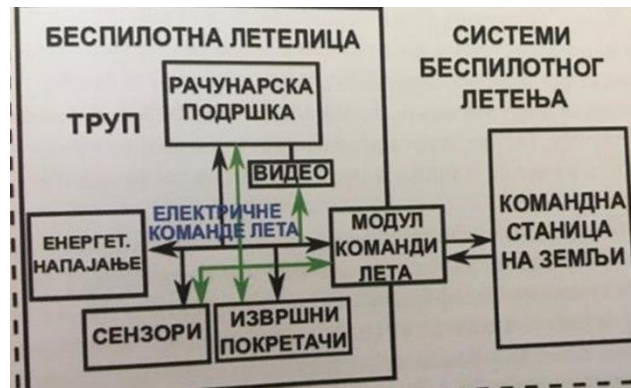 БЕСПИЛОТНА ЛЕТЕЛИЦА
СИСТЕМИ
БЕСПИЛОТНОГ
ЛЕТЕЊА
РАЧУНАРСКА
ПОДРШКА
ТРУП
ВИДЕО
ЕЛЕКТРИЧНЕ
КОМАНДЕ ЛЕТА
ЕНЕРГЕТ.
НАПАЈАЊЕ
МОДУЛ
КОМАНДИ
ЛЕТА
КОМАНДНА
СТАНИЦА
НА ЗЕМЉИ
СЕНЗОРИ
ИЗВРШНИ
ПОКРЕТАЧИ